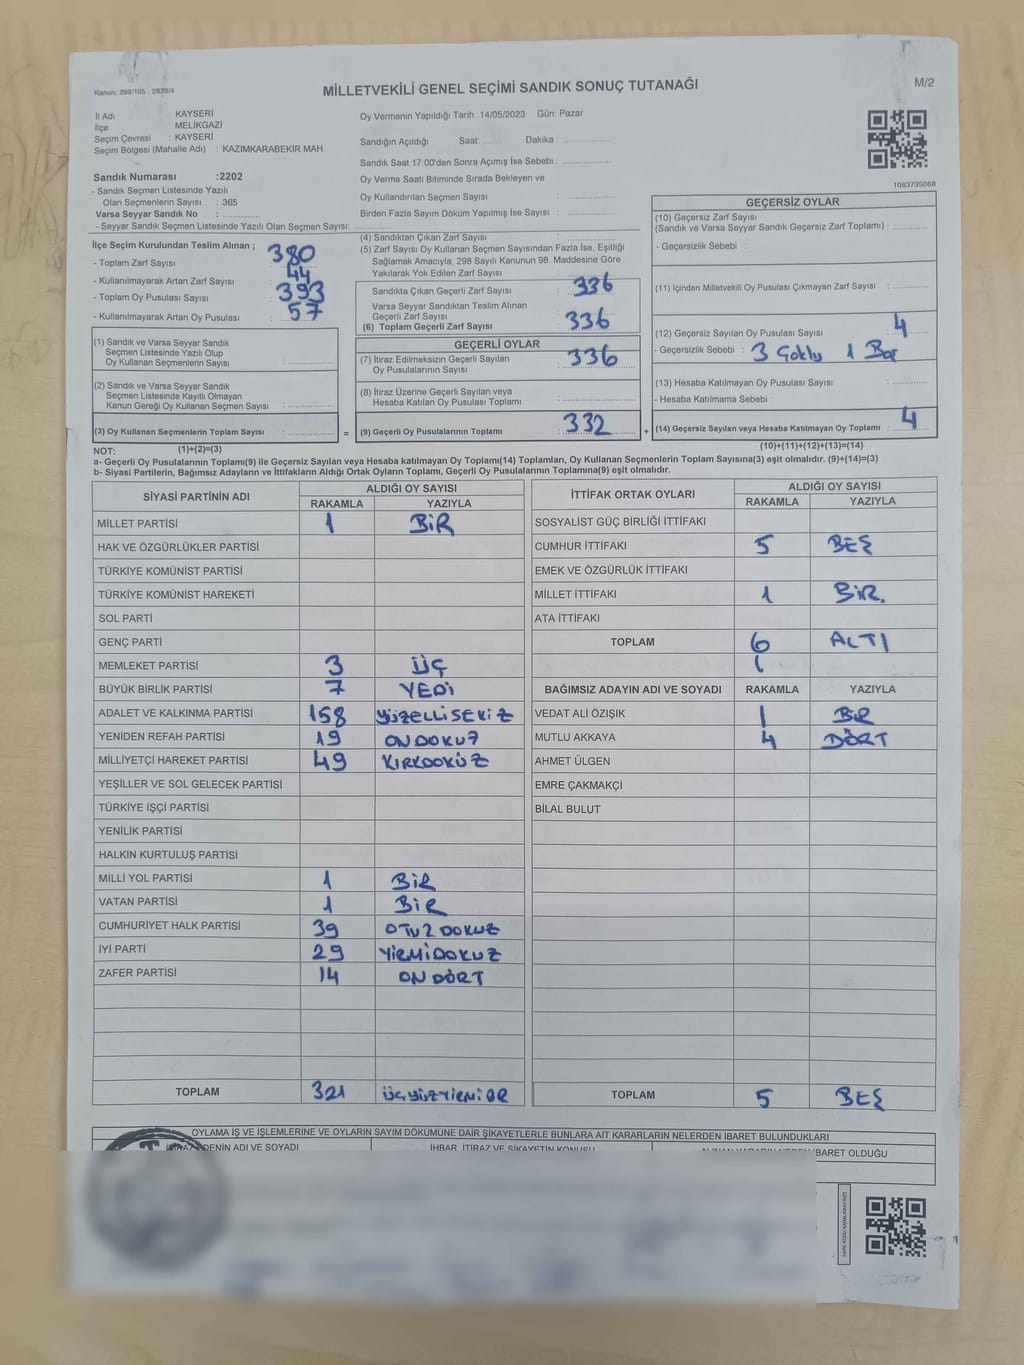 Kanun, 298/105 , 2839/4
MİLLETVEKİLİ GENEL SEÇİMİ SANDIK SONUÇ TUTANAĞI
M/2
İl Adı : KAYSERİ
İlçe : MELİKGAZİ
Seçim Çevresi : KAYSERİ
Seçim Bölgesi (Mahalle Adı) : KAZIMKARABEKİR MAH.
Oy Vermenin Yapıldığı Tarih : 14/05/2023 Gün: Pazar
Sandığın Açıldığı Saat: ........ Dakika : ..............
Sandık Saat 17:00'den Sonra Açımış İse Sebebi : ..............
Oy Verme Saati Bitiminde Sırada Bekleyen ve
Oy Kullandırılan Seçmen Sayısı : ..............
Birden Fazla Sayım Döküm Yapılmış İse Sayısı : ..............
1083735068
Sandık Numarası :2202
- Sandık Seçmen Listesinde Yazılı
Olan Seçmenlerin Sayısı : 365
Varsa Seyyar Sandık No : ..............
- Seyyar Sandık Seçmen Listesinde Yazılı Olan Seçmen Sayısı:
İlçe Seçim Kurulundan Teslim Alınan ;
- Toplam Zarf Sayısı : 380
- Kullanılmayarak Artan Zarf Sayısı : 44
- Toplam Oy Pusulası Sayısı : 393
- Kullanılmayarak Artan Oy Pusulası : 57
(1) Sandık ve Varsa Seyyar Sandık
Seçmen Listesinde Yazılı Olup
Oy Kullanan Seçmenlerin Sayısı : ..............
(2) Sandık ve Varsa Seyyar Sandık
Seçmen Listesinde Kayıtlı Olmayan
Kanun Gereği Oy Kullanan Seçmen Sayısı : ..............
(3) Oy Kullanan Seçmenlerin Toplam Sayısı : .............. =
(4) Sandıktan Çıkan Zarf Sayısı : ..............
(5) Zarf Sayısı Oy Kullanan Seçmen Sayısından Fazla İse, Eşitliği
Sağlamak Amacıyla, 298 Sayılı Kanunun 98. Maddesine Göre
Yakılarak Yok Edilen Zarf Sayısı : ..............
Sandıkta Çıkan Geçerli Zarf Sayısı : 336
Varsa Seyyar Sandıktan Teslim Alınan
Geçerli Zarf Sayısı : 336
(6) Toplam Geçerli Zarf Sayısı
GEÇERLİ OYLAR
(7) İtiraz Edilmeksizin Geçerli Sayılan : 336
Oy Pusulalarının Sayısı
(8) İtiraz Üzerine Geçerli Sayılan veya
Hesaba Katılan Oy Pusulası Toplamı : ..............
(9) Geçerli Oy Pusulalarının Toplamı : 332 +
GEÇERSİZ OYLAR
(10) Geçersiz Zarf Sayısı
(Sandık ve Varsa Seyyar Sandık Geçersiz Zarf Toplamı) : ..............
- Geçersizlik Sebebi :
(11) İçinden Milletvekili Oy Pusulası Çıkmayan Zarf Sayısı : ..............
(12) Geçersiz Sayılan Oy Pusulası Sayısı : 4
- Geçersizlik Sebebi : 3 Çoklu 1 Boş
(13) Hesaba Katılmayan Oy Pusulası Sayısı : ..............
- Hesaba Katılmama Sebebi :
(14) Geçersiz Sayılan veya Hesaba Katılmayan Oy Toplamı : 4
NOT: (1)+(2)=(3)
(10)+(11)+(12)+(13)=(14)
a- Geçerli Oy Pusulalarının Toplamı(9) ile Geçersiz Sayılan veya Hesaba katılmayan Oy Toplamı(14) Toplamları, Oy Kullanan Seçmenlerin Toplam Sayısına(3) eşit olmalıdır. (9)+(14)=(3)
b- Siyasi Partilerin, Bağımsız Adayların ve İttifakların Aldığı Ortak Oyların Toplamı, Geçerli Oy Pusulalarının Toplamına(9) eşit olmalıdır.
SİYASİ PARTİNİN ADI ALDIĞI OY SAYISI
RAKAMLA YAZIYLA
MİLLET PARTİSİ 1 BİR
HAK VE ÖZGÜRLÜKLER PARTİSİ
TÜRKİYE KOMÜNİST PARTİSİ
TÜRKİYE KOMÜNİST HAREKETİ
SOL PARTİ
GENÇ PARTİ
MEMLEKET PARTİSİ 3 ÜÇ
BÜYÜK BİRLİK PARTİSİ 7 YEDİ
ADALET VE KALKINMA PARTİSİ 158 YÜZELLİSEKİZ
YENİDEN REFAH PARTİSİ 19 ONDOKUZ
MİLLİYETÇİ HAREKET PARTİSİ 49 KIRKDOKUZ
YEŞİLLER VE SOL GELECEK PARTİSİ
TÜRKİYE İŞÇİ PARTİSİ
YENİLİK PARTİSİ
HALKIN KURTULUŞ PARTİSİ
MİLLİ YOL PARTİSİ 1 BİR
VATAN PARTİSİ 1 BİR
CUMHURİYET HALK PARTİSİ 39 OTUZDOKUZ
İYİ PARTİ 29 YİRMİDOKUZ
ZAFER PARTİSİ 14 ONDÖRT
TOPLAM 321 ÜÇYÜZYİRMİBİR
İTTİFAK ORTAK OYLARI ALDIĞI OY SAYISI
RAKAMLA YAZIYLA
SOSYALİST GÜÇ BİRLİĞİ İTTİFAKI
CUMHUR İTTİFAKI 5 BEŞ
EMEK VE ÖZGÜRLÜK İTTİFAKI
MİLLET İTTİFAKI 1 BİR.
ATA İTTİFAKI
TOPLAM 6 ALTI
BAĞIMSIZ ADAYIN ADI VE SOYADI RAKAMLA YAZIYLA
VEDAT ALİ ÖZIŞIK 1 BİR
MUTLU AKKAYA 4 DÖRT
AHMET ÜLGEN
EMRE ÇAKMAKÇİ
BİLAL BULUT
TOPLAM 5 BEŞ
OYLAMA İŞ VE İŞLEMLERİNE VE OYLARIN SAYIM DÖKÜMÜNE DAİR ŞİKAYETLERLE BUNLARA AİT KARARLARIN NELERDEN İBARET BULUNDUKLARI
İTİRAZ EDENİN ADI VE SOYADI İHBAR, İTİRAZ VE ŞİKAYETİN KONUSU ALINAN KARARIN NEDEN İBARET OLDUĞU